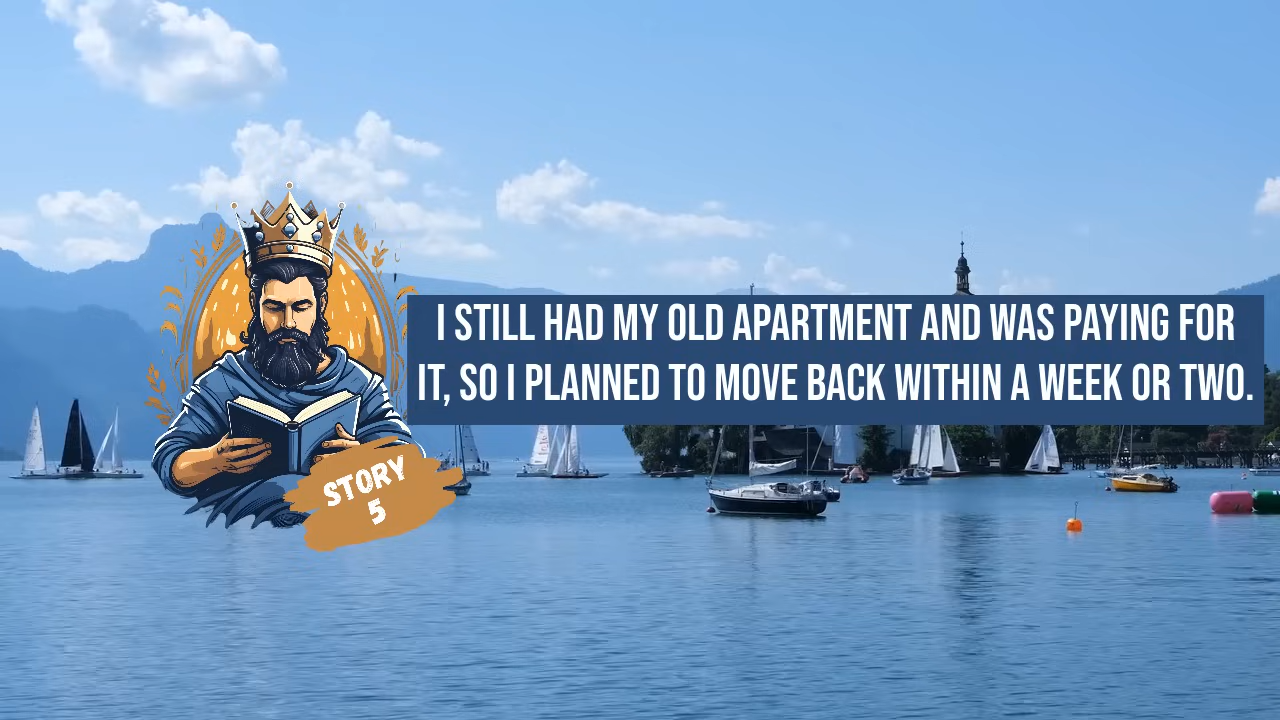 I STILL HAD MY OLD APARTMENT AND WAS PAYING FOR
IT, SO I PLANNED TO MOVE BACK WITHIN A WEEK OR TWO.
STORY
5